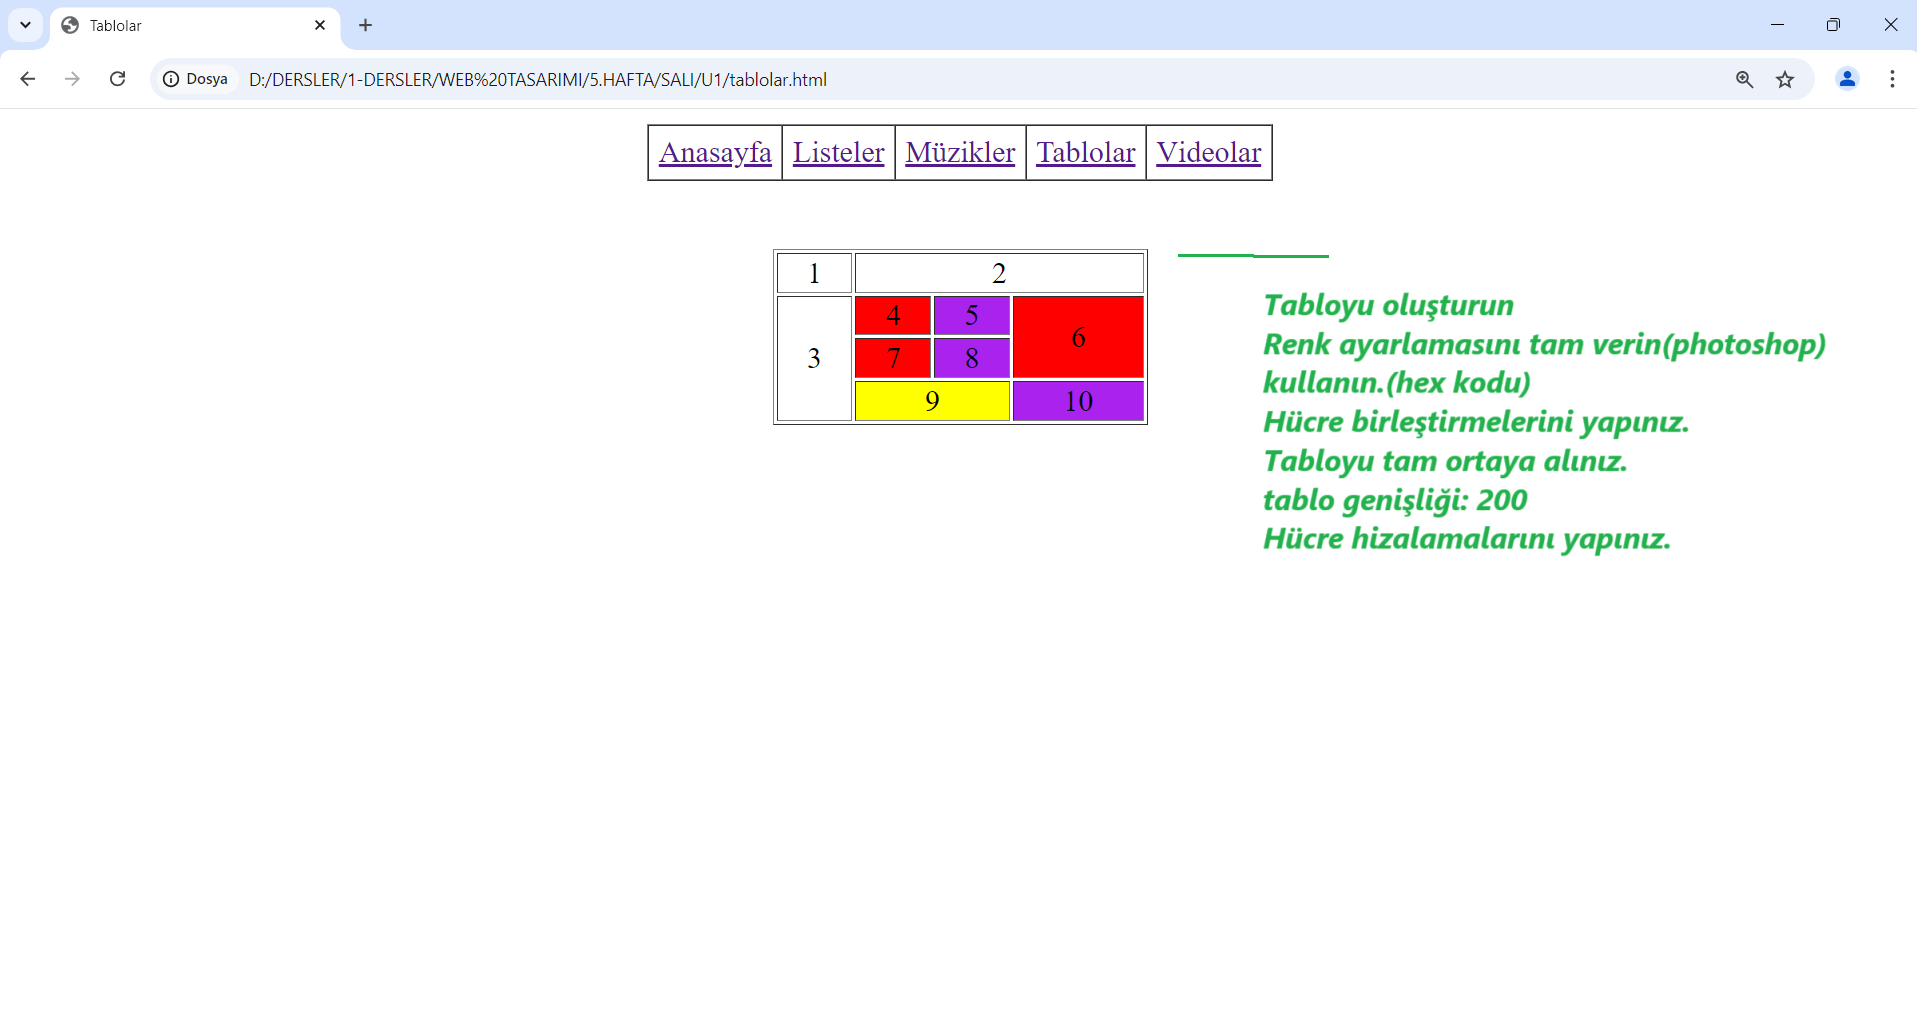 Tablolar
Dosya D:/DERSLER/1-DERSLER/WEB%20TASARIMI/5.HAFTA/SALI/U1/tablolar.html
Anasayfa Listeler Müzikler Tablolar Videolar
1 2
3 4 5 6
7 8
9 10
Tabloyu oluşturun
Renk ayarlamasını tam verin(photoshop)
kullanın.(hex kodu)
Hücre birleştirmelerini yapınız.
Tabloyu tam ortaya alınız.
tablo genişliği: 200
Hücre hizalamalarını yapınız.